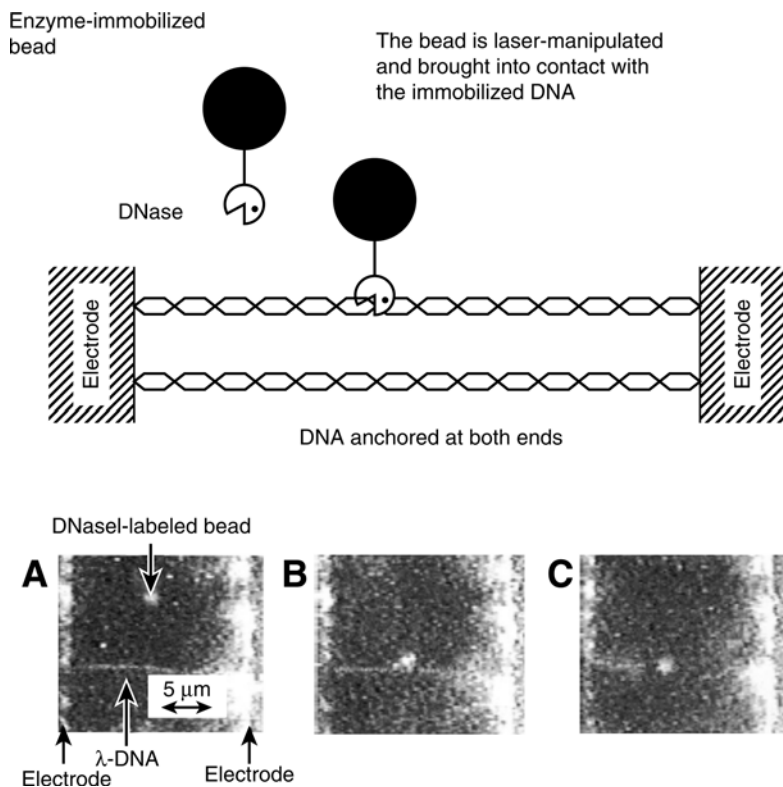 Enzyme-immobilized
bead
The bead is laser-manipulated
and brought into contact with
the immobilized DNA
DNase
Electrode
Electrode
DNA anchored at both ends
DNaseI-labeled bead
A
B
C
5 μm
λ-DNA
Electrode
Electrode